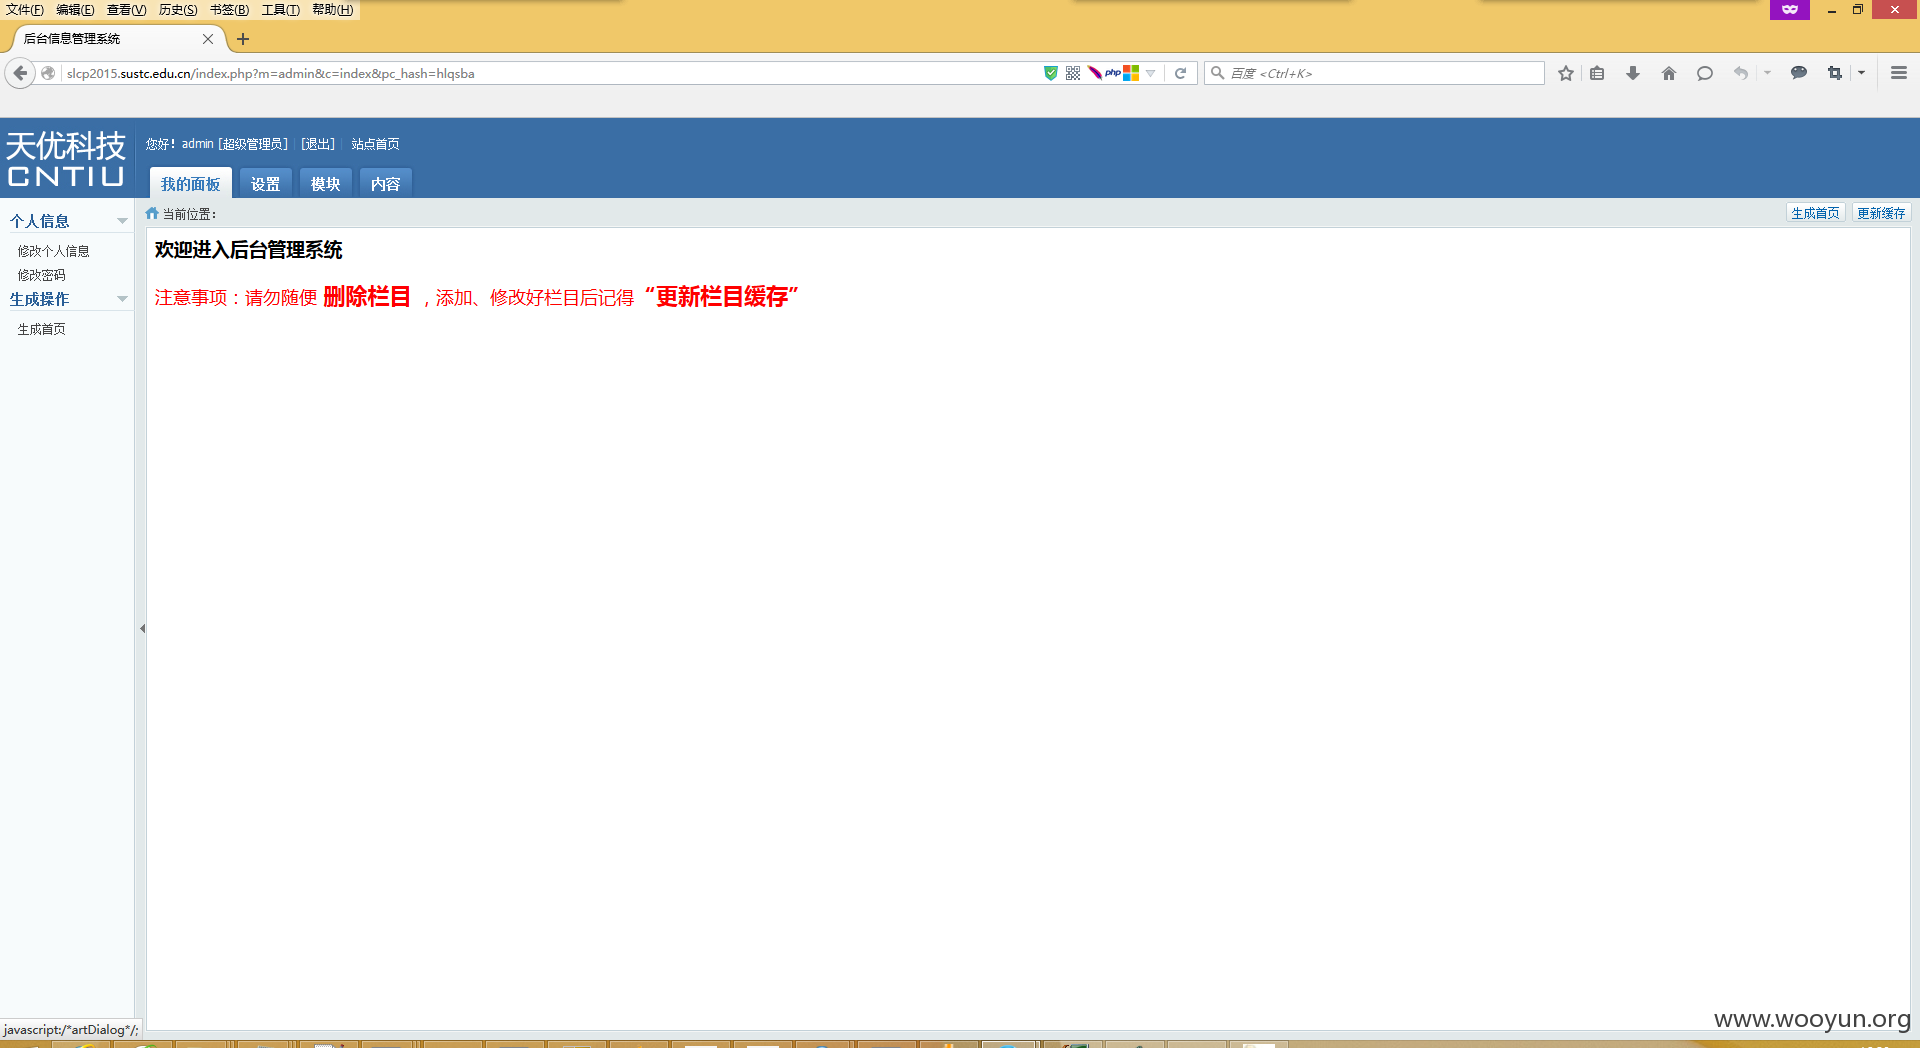 文件(F) 编辑(E) 查看(V) 历史(S) 书签(B) 工具(T) 帮助(H)
后台信息管理系统
slcp2015.sustc.edu.cn/index.php?m=admin&c=index&pc_hash=hlqsba
php
百度 <Ctrl+K>
天优科技
CNTIU
您好！admin [超级管理员] [退出] 站点首页
我的面板 设置 模块 内容
个人信息
修改个人信息
修改密码
生成操作
生成首页
当前位置：
生成首页 更新缓存
欢迎进入后台管理系统
注意事项：请勿随便 删除栏目 ，添加、修改好栏目后记得 “更新栏目缓存”
javascript:/*artDialog*/;
www.wooyun.org